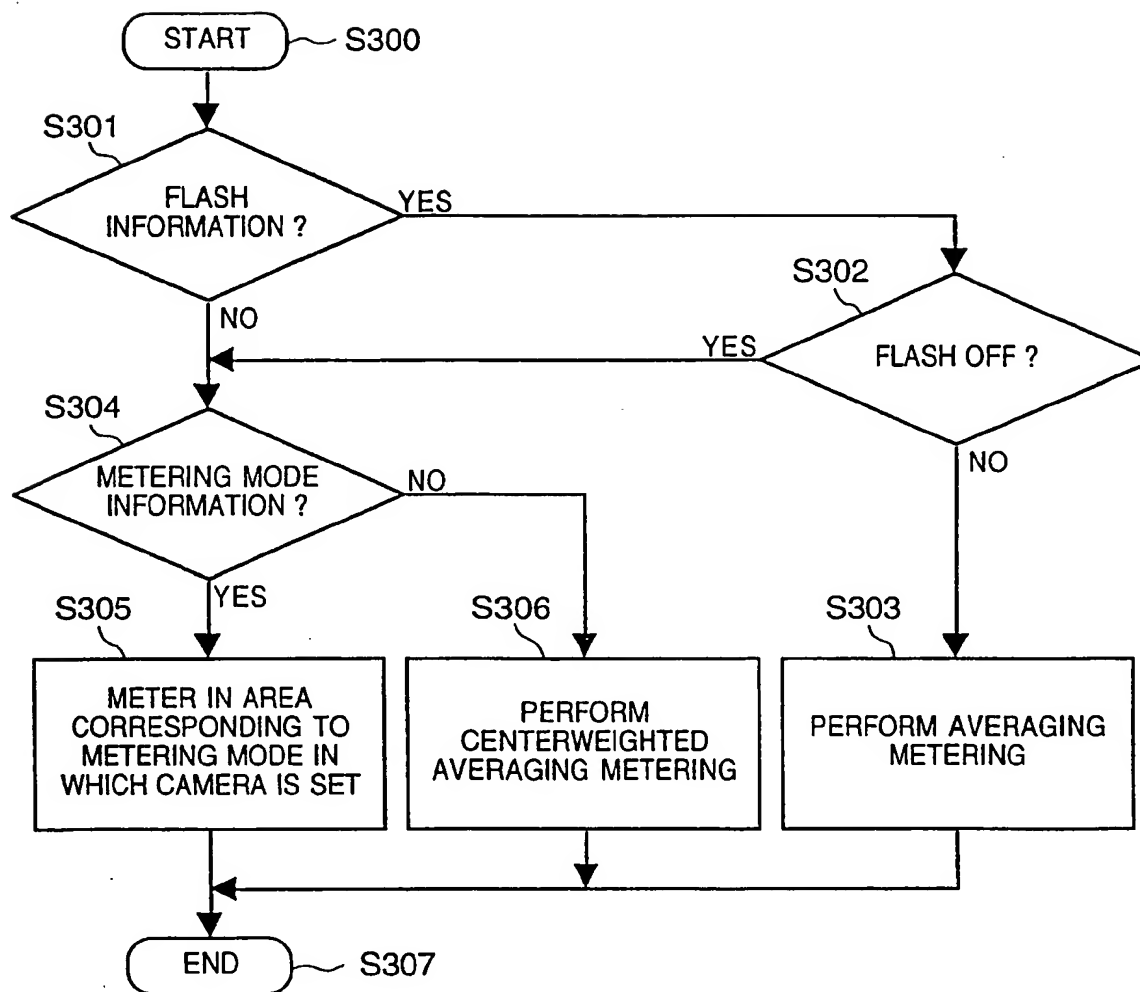 START
S300
S301
FLASH
INFORMATION ?
YES
S302
NO
YES
FLASH OFF ?
S304
METERING MODE
INFORMATION ?
NO
NO
YES
S305
S306
S303
METER IN AREA
CORRESPONDING TO
METERING MODE IN
WHICH CAMERA IS SET
PERFORM
CENTERWEIGHTED
AVERAGING METERING
PERFORM AVERAGING
METERING
END
S307